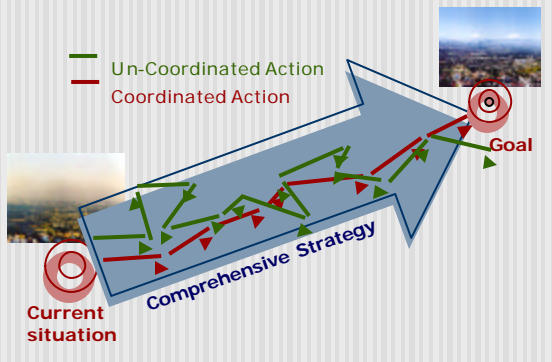 Un-Coordinated Action
Coordinated Action
Goal
Comprehensive Strategy
Current
situation